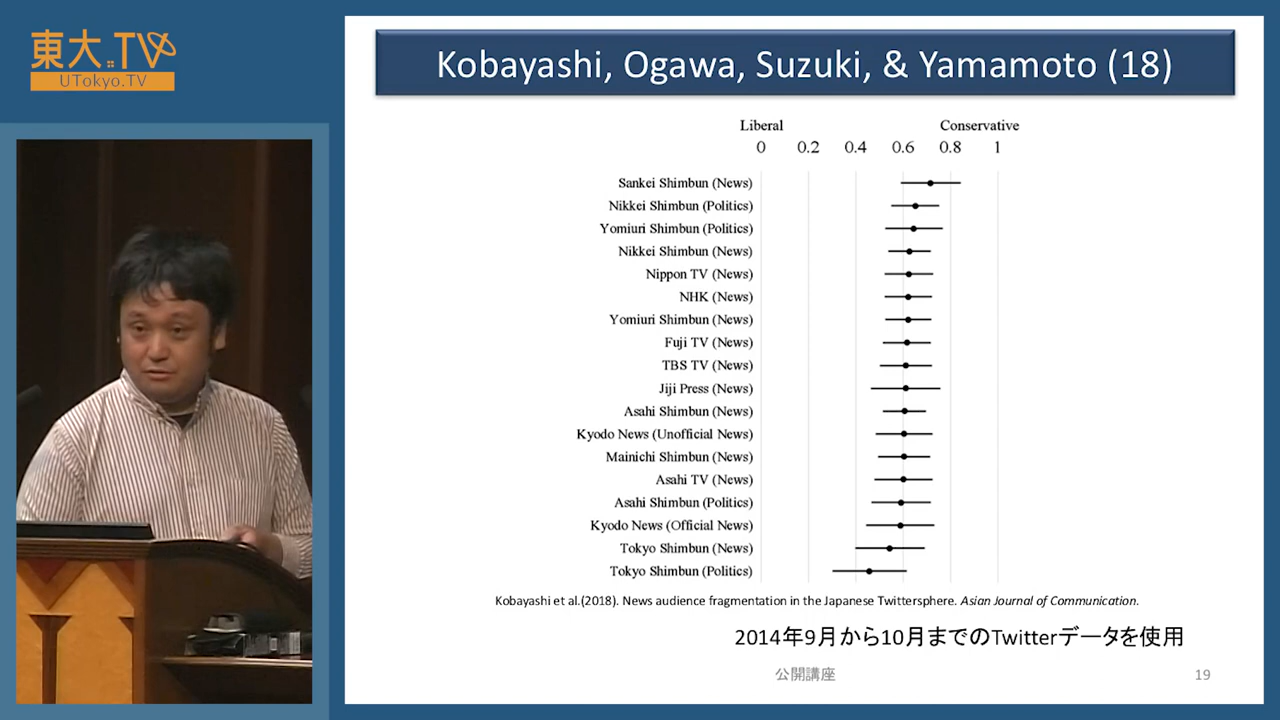 東大.TV
UTokyo.TV
Kobayashi, Ogawa, Suzuki, & Yamamoto (18)
Liberal Conservative
0 0.2 0.4 0.6 0.8 1
Sankei Shimbun (News)
Nikkei Shimbun (Politics)
Yomiuri Shimbun (Politics)
Nikkei Shimbun (News)
Nippon TV (News)
NHK (News)
Yomiuri Shimbun (News)
Fuji TV (News)
TBS TV (News)
Jiji Press (News)
Asahi Shimbun (News)
Kyodo News (Unofficial News)
Mainichi Shimbun (News)
Asahi TV (News)
Asahi Shimbun (Politics)
Kyodo News (Official News)
Tokyo Shimbun (News)
Tokyo Shimbun (Politics)
Kobayashi et al.(2018). News audience fragmentation in the Japanese Twittersphere. Asian Journal of Communication.
2014年9月から10月までのTwitterデータを使用
公開講座 19